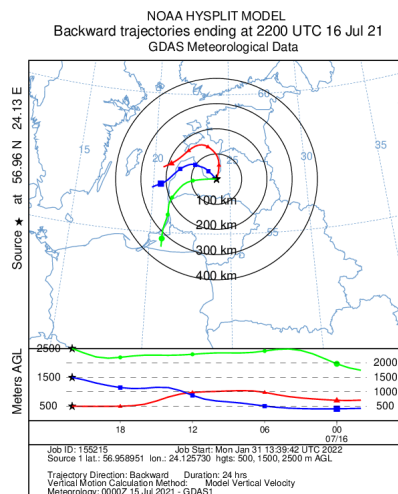 NOAA HYSPLIT MODEL
Backward trajectories ending at 2200 UTC 16 Jul 21
GDAS Meteorological Data
Source ★ at 56.96 N 24.13 E
60
35
15
20
25
30
55
100 km
200 km
300 km
400 km
Meters AGL
2500
1500
500
2000
1500
1000
500
18 12 06 00
07/16
Job ID: 155215 Job Start: Mon Jan 31 13:39:42 UTC 2022
Source 1 lat.: 56.958951 lon.: 24.125730 hgts: 500, 1500, 2500 m AGL
Trajectory Direction: Backward Duration: 24 hrs
Vertical Motion Calculation Method: Model Vertical Velocity
Meteorology: 0000Z 15 Jul 2021 - GDAS1